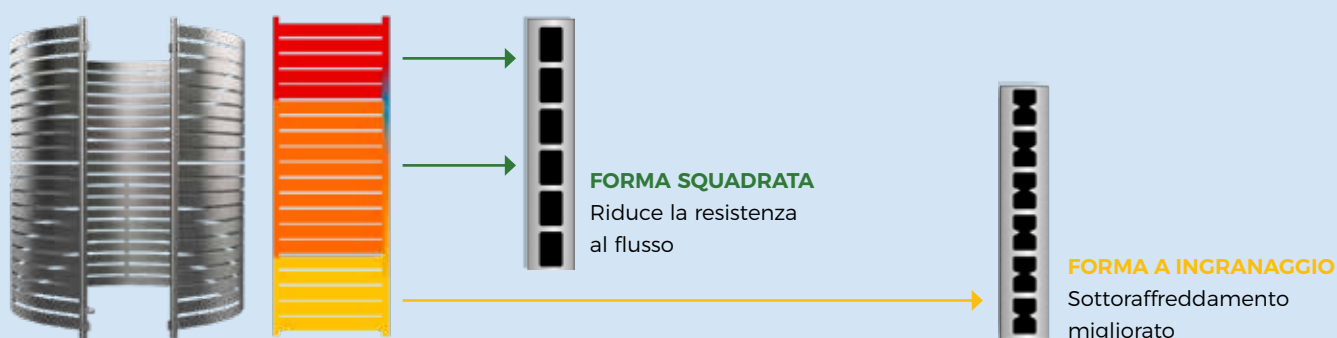 FORMA SQUADRATA
Riduce la resistenza
al flusso
FORMA A INGRANAGGIO
Sottoraffreddamento
migliorato